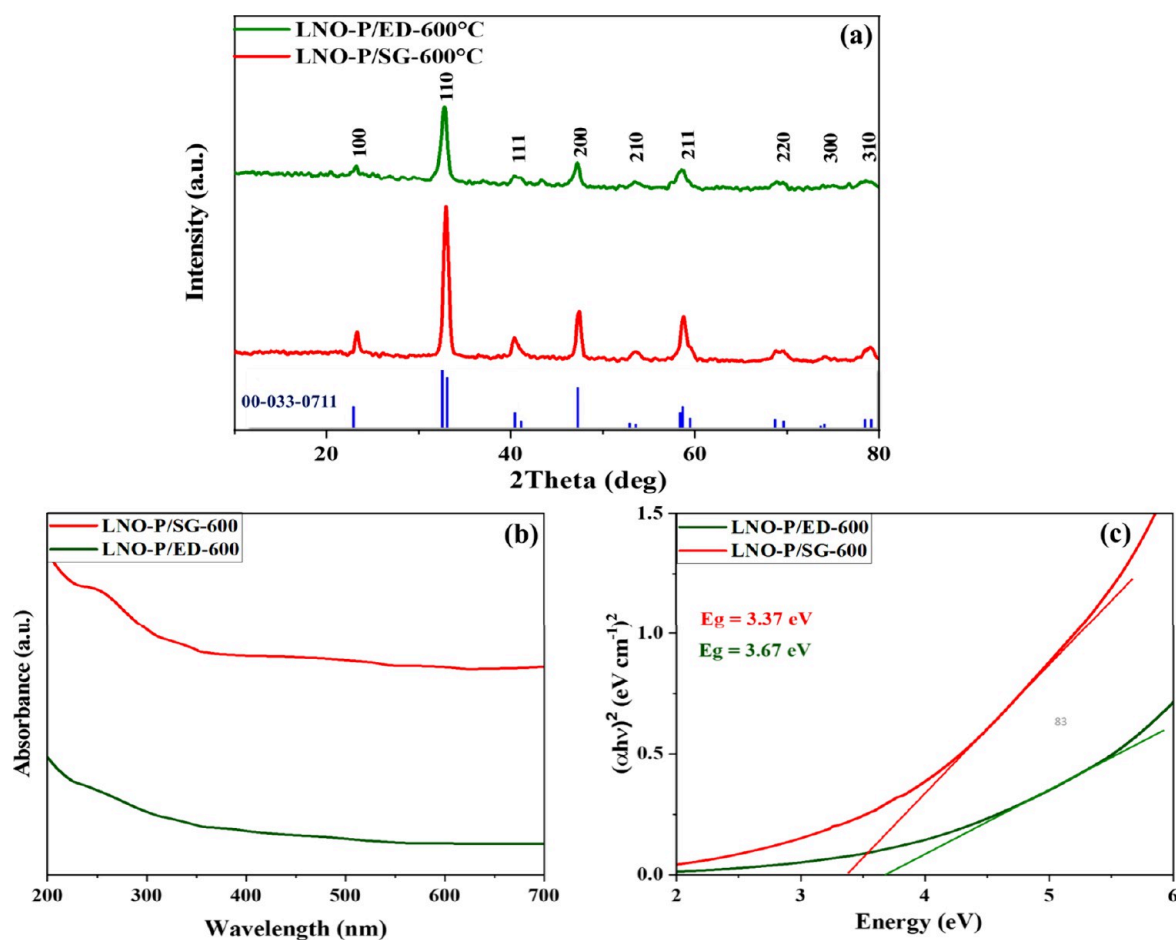 LNO-P/ED-600°C
LNO-P/SG-600°C
(a)
100
110
111
200
210
211
220
300
310
Intensity (a.u.)
00-033-0711
20
40
60
80
2Theta (deg)
LNO-P/SG-600
LNO-P/ED-600
(b)
Absorbance (a.u.)
200
300
400
500
600
700
Wavelength (nm)
LNO-P/ED-600
LNO-P/SG-600
(c)
1.5
1.0
0.5
0.0
Eg = 3.37 eV
Eg = 3.67 eV
83
(αhν)² (eV cm⁻¹)²
2
3
4
5
6
Energy (eV)